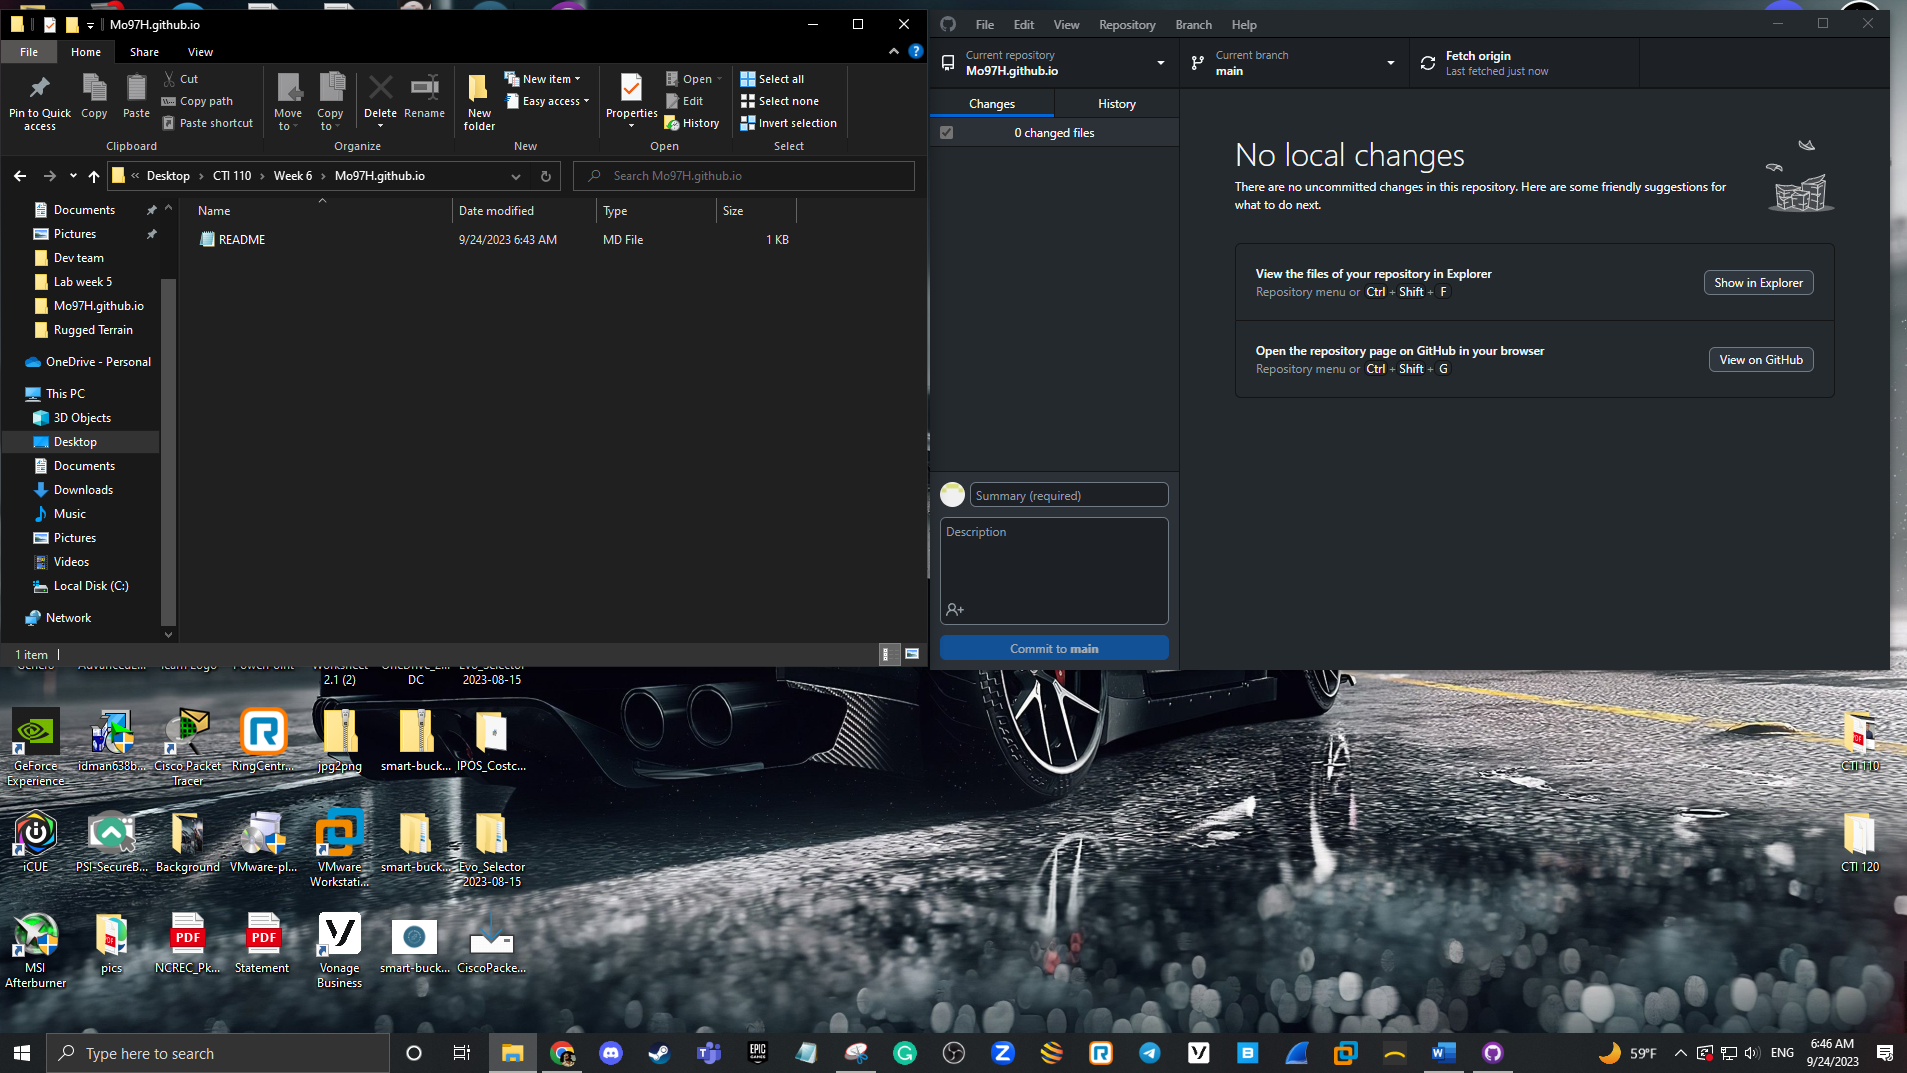 Mo97H.github.io
File
Home
Share
View
Pin to Quick access
Copy
Paste
Cut
Copy path
Paste shortcut
Clipboard
Move to
Copy to
Delete
Rename
Organize
New folder
New item
Easy access
New
Properties
Open
Edit
History
Open
Select all
Select none
Invert selection
Select
« Desktop › CTI 110 › Week 6 › Mo97H.github.io
Search Mo97H.github.io
Documents
Pictures
Dev team
Lab week 5
Mo97H.github.io
Rugged Terrain
OneDrive - Personal
This PC
3D Objects
Desktop
Documents
Downloads
Music
Pictures
Videos
Local Disk (C:)
Network
Name
Date modified
Type
Size
README
9/24/2023 6:43 AM
MD File
1 KB
1 item
File
Edit
View
Repository
Branch
Help
Current repository
Mo97H.github.io
Current branch
main
Fetch origin
Last fetched just now
Changes
History
0 changed files
Summary (required)
Description
Commit to main
No local changes
There are no uncommitted changes in this repository. Here are some friendly suggestions for
what to do next.
View the files of your repository in Explorer
Repository menu or Ctrl + Shift + F
Show in Explorer
Open the repository page on GitHub in your browser
Repository menu or Ctrl + Shift + G
View on GitHub
2.1 (2)
DC
Evo_Selector
2023-08-15
GeForce
Experience
idman638b...
Cisco Packet
Tracer
RingCentr...
jpg2png
smart-buck...
IPOS_Costc...
CTI 110
iCUE
PSI-SecureB...
Background
VMware-pl...
VMware
Workstati...
smart-buck...
Evo_Selector
2023-08-15
CTI 120
MSI
Afterburner
pics
PDF
NCREC_Pk...
PDF
Statement
Vonage
Business
smart-buck...
CiscoPacke...
Type here to search
59°F
ENG
6:46 AM
9/24/2023